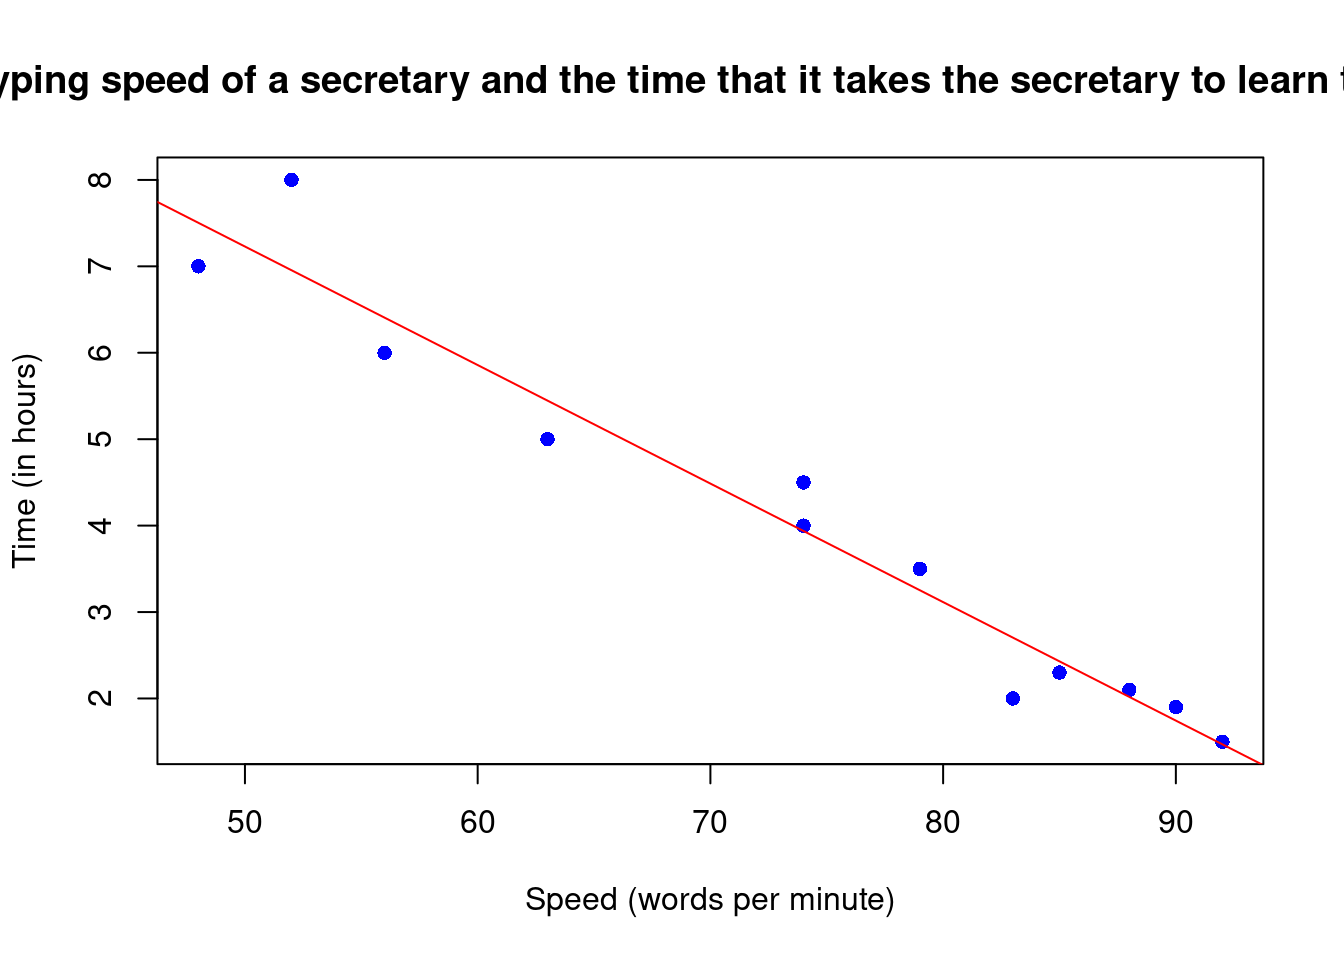 yping speed of a secretary and the time that it takes the secretary to learn
8
7
6
5
4
3
2
Time (in hours)
50 60 70 80 90
Speed (words per minute)